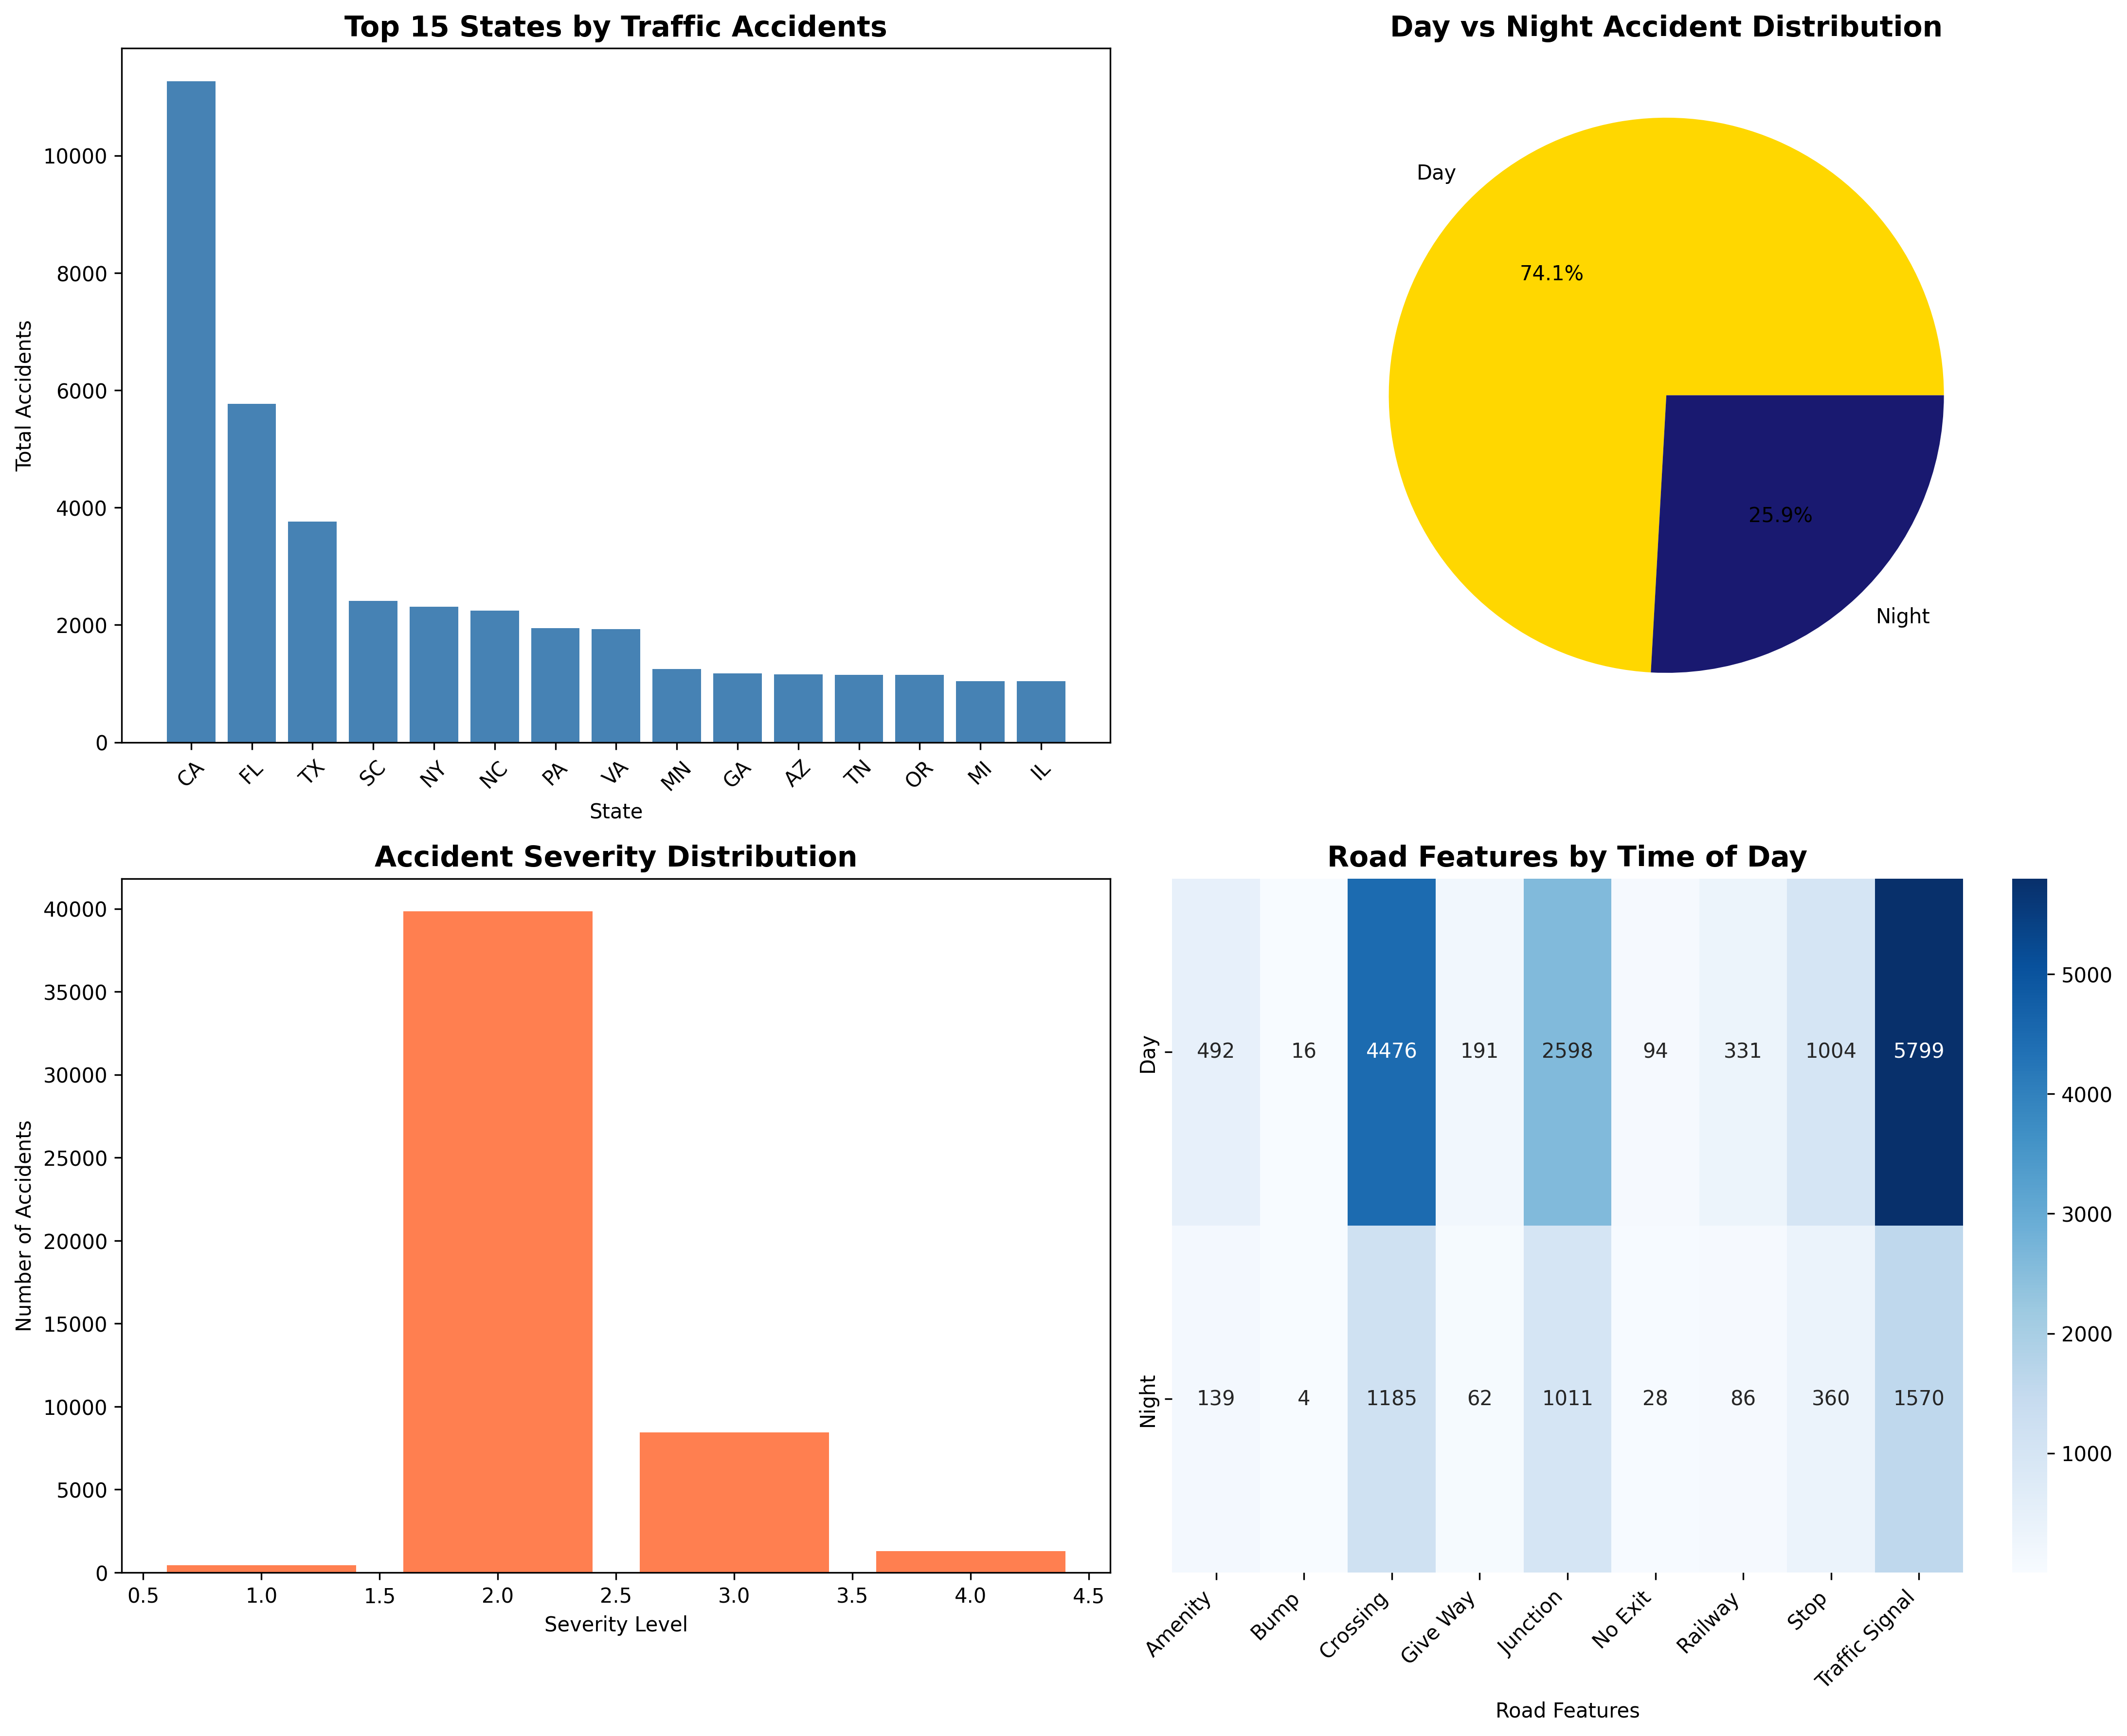 Top 15 States by Traffic Accidents
Total Accidents
10000
8000
6000
4000
2000
0
CA FL TX SC NY NC PA VA MN GA AZ TN OR MI IL
State
Day vs Night Accident Distribution
Day
74.1%
25.9%
Night
Accident Severity Distribution
Number of Accidents
40000
35000
30000
25000
20000
15000
10000
5000
0
0.5 1.0 1.5 2.0 2.5 3.0 3.5 4.0 4.5
Severity Level
Road Features by Time of Day
Day
492 16 4476 191 2598 94 331 1004 5799
Night
139 4 1185 62 1011 28 86 360 1570
Amenity Bump Crossing Give Way Junction No Exit Railway Stop Traffic Signal
Road Features
5000
4000
3000
2000
1000